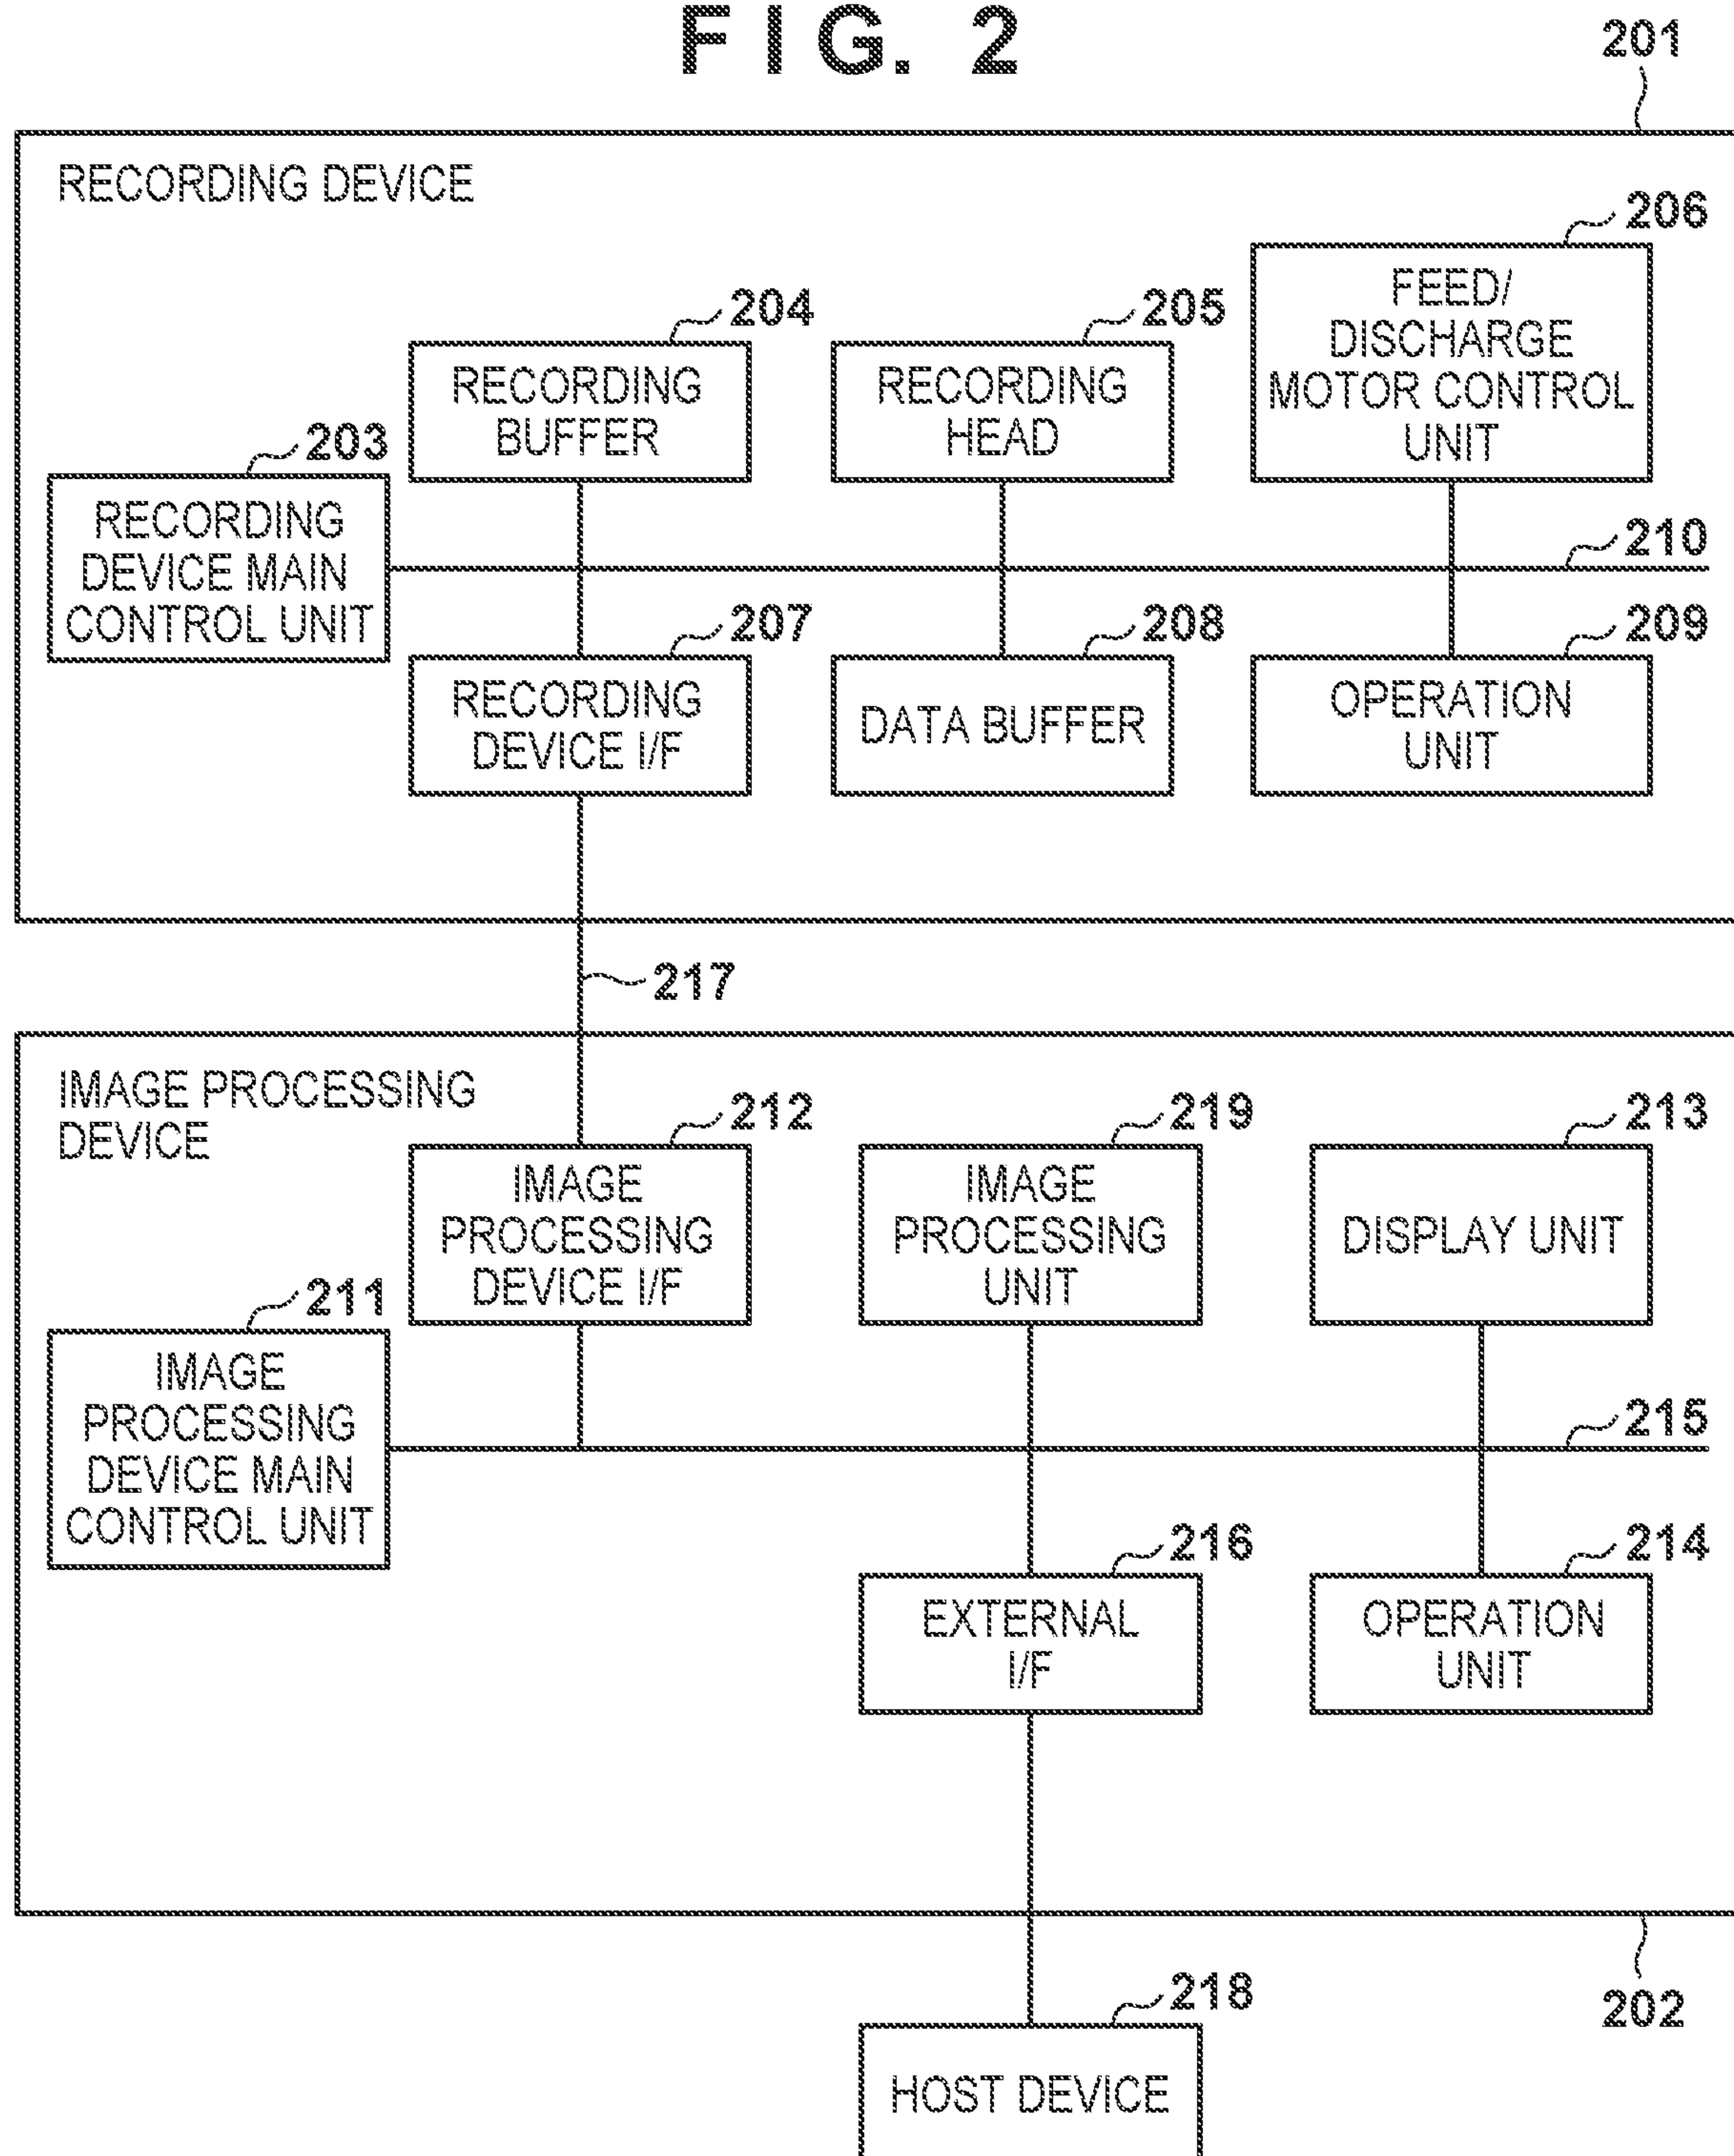 FIG. 2
201
RECORDING DEVICE
206
FEED/
DISCHARGE
MOTOR CONTROL
UNIT
204
RECORDING
BUFFER
205
RECORDING
HEAD
203
RECORDING
DEVICE MAIN
CONTROL UNIT
210
207
RECORDING
DEVICE I/F
208
DATA BUFFER
209
OPERATION
UNIT
217
IMAGE PROCESSING
DEVICE
212
IMAGE
PROCESSING
DEVICE I/F
219
IMAGE
PROCESSING
UNIT
213
DISPLAY UNIT
211
IMAGE
PROCESSING
DEVICE MAIN
CONTROL UNIT
215
216
EXTERNAL
I/F
214
OPERATION
UNIT
202
218
HOST DEVICE